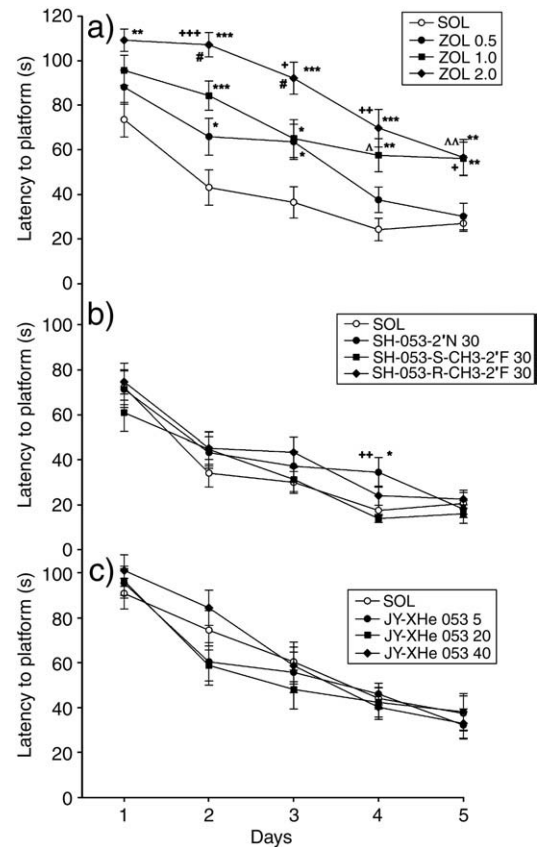 a)
Latency to platform (s)
120
100
80
60
40
20
0
SOL
ZOL 0.5
ZOL 1.0
ZOL 2.0
**
+++ ***
#
***
*
+ ***
#
*
*
++ ***
^ **
^^ **
+ **
b)
Latency to platform (s)
100
80
60
40
20
0
SOL
SH-053-2'N 30
SH-053-S-CH3-2'F 30
SH-053-R-CH3-2'F 30
++ *
c)
Latency to platform (s)
100
80
60
40
20
0
SOL
JY-XHe 053 5
JY-XHe 053 20
JY-XHe 053 40
1 2 3 4 5
Days